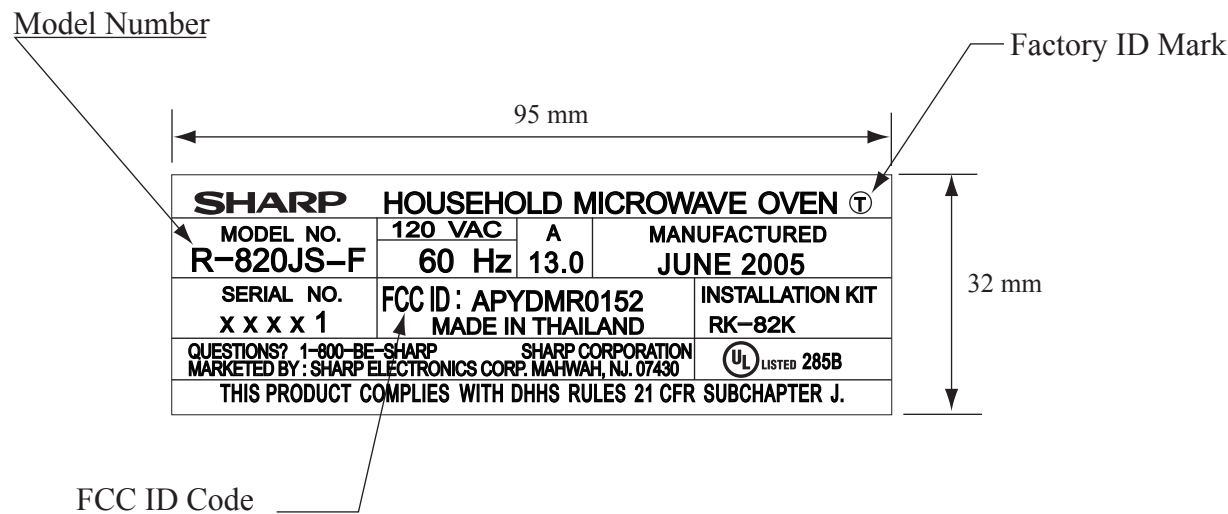 Model Number
Factory ID Mark
95 mm
SHARP HOUSEHOLD MICROWAVE OVEN T
MODEL NO.
R-820JS-F
120 VAC
60 Hz
A
13.0
MANUFACTURED
JUNE 2005
32 mm
SERIAL NO.
x x x x 1
FCC ID : APYDMR0152
MADE IN THAILAND
INSTALLATION KIT
RK-82K
QUESTIONS? 1-800-BE-SHARP SHARP CORPORATION
MARKETED BY : SHARP ELECTRONICS CORP. MAHWAH, NJ. 07430
UL LISTED 285B
THIS PRODUCT COMPLIES WITH DHHS RULES 21 CFR SUBCHAPTER J.
FCC ID Code